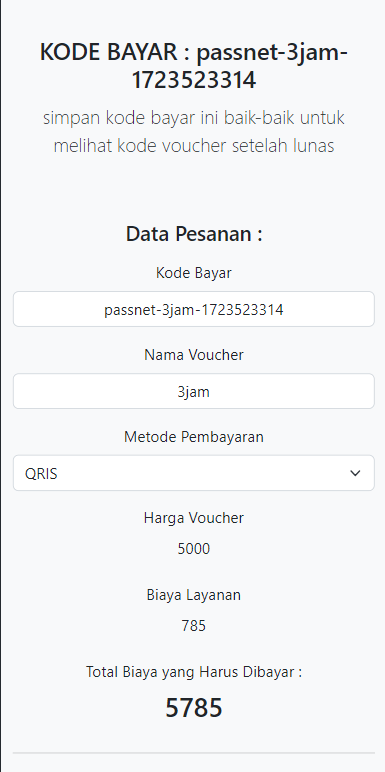 KODE BAYAR : passnet-3jam-
1723523314
simpan kode bayar ini baik-baik untuk
melihat kode voucher setelah lunas
Data Pesanan :
Kode Bayar
passnet-3jam-1723523314
Nama Voucher
3jam
Metode Pembayaran
QRIS
Harga Voucher
5000
Biaya Layanan
785
Total Biaya yang Harus Dibayar :
5785